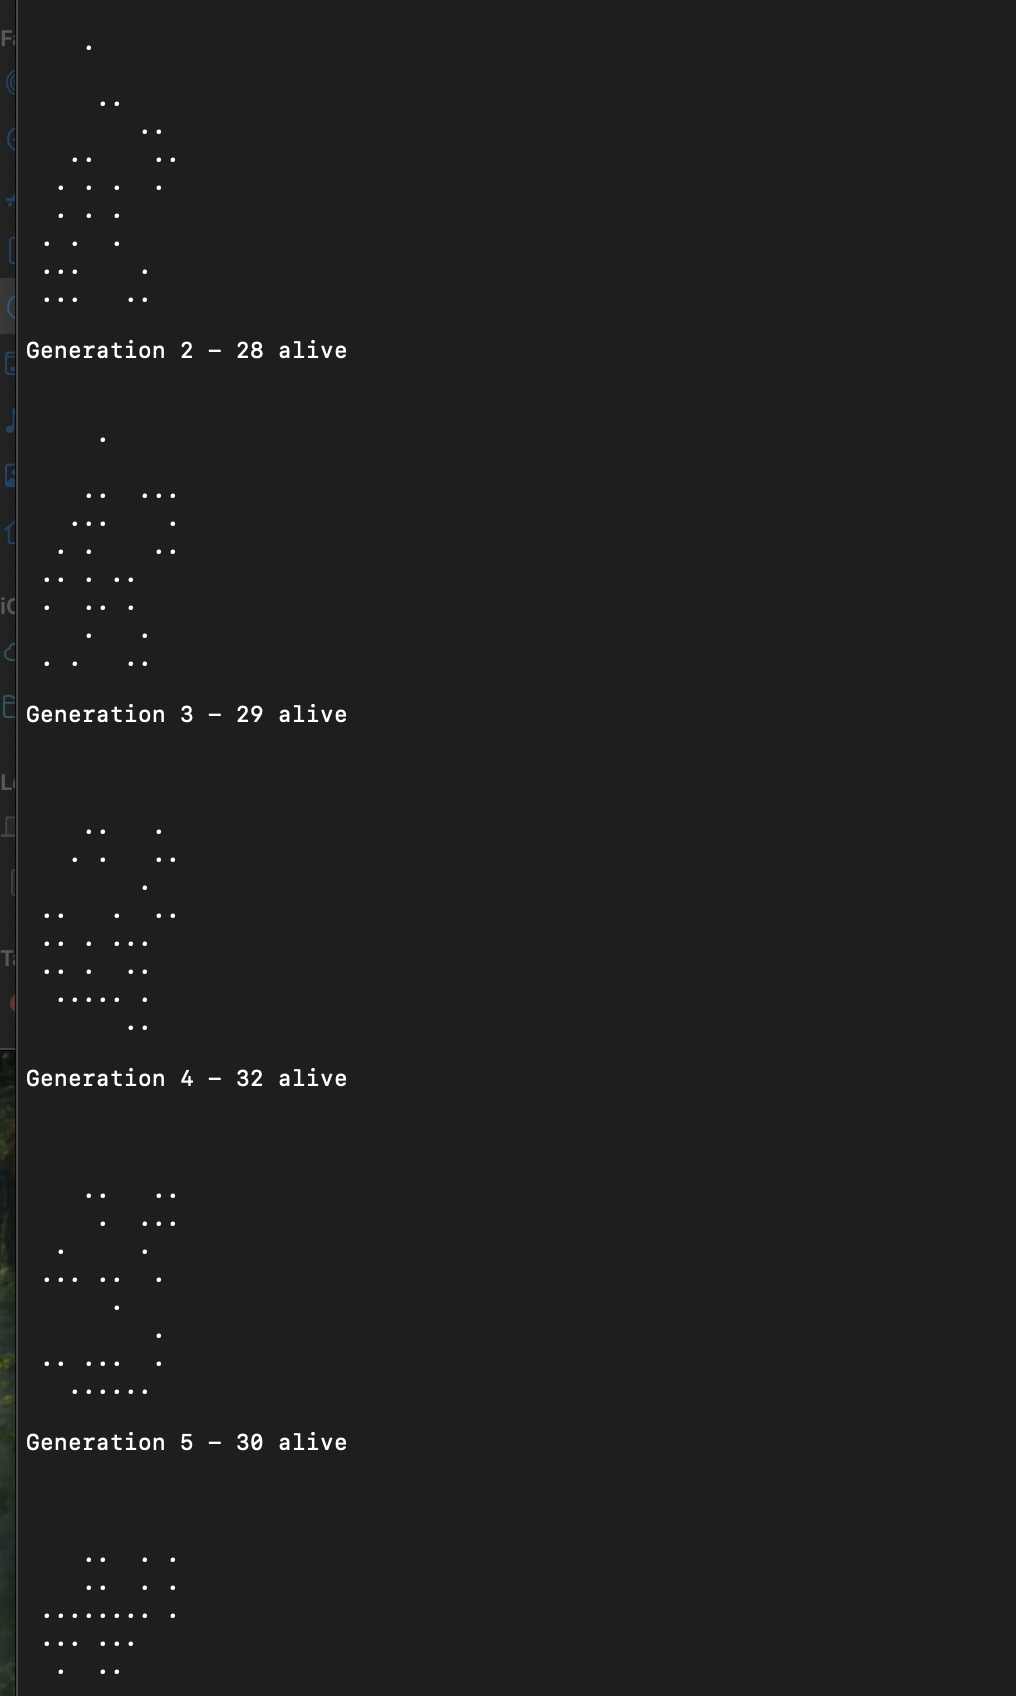 .
     ..
        ..
   ..    ..
  . . .  .
  . . .
 . .  .
 ...    .
 ...   ..
Generation 2 – 28 alive
     .
    ..  ...
   ...    .
  . .    ..
 .. . ..
 .  .. .
    .   .
 . .   ..
Generation 3 – 29 alive
    ..   .
   . .   ..
        .
 ..   .  ..
 .. . ...
 .. .  ..
  ..... .
       ..
Generation 4 – 32 alive
    ..   ..
     .  ...
  .     .
 ... ..  .
      .
         .
 .. ...  .
   ......
Generation 5 – 30 alive
    ..  . .
    ..  . .
 ........ .
 ... ...
  .  ..